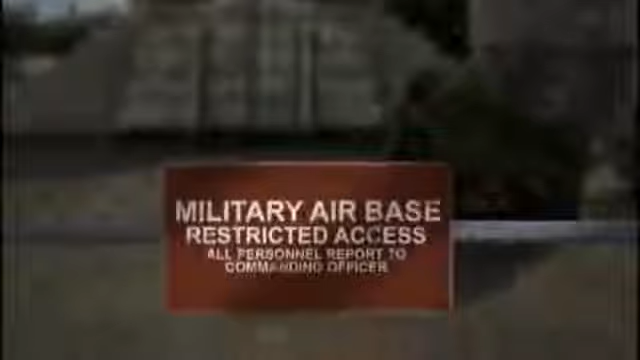 MILITARY AIR BASE
RESTRICTED ACCESS
ALL PERSONNEL REPORT TO
COMMANDING OFFICER